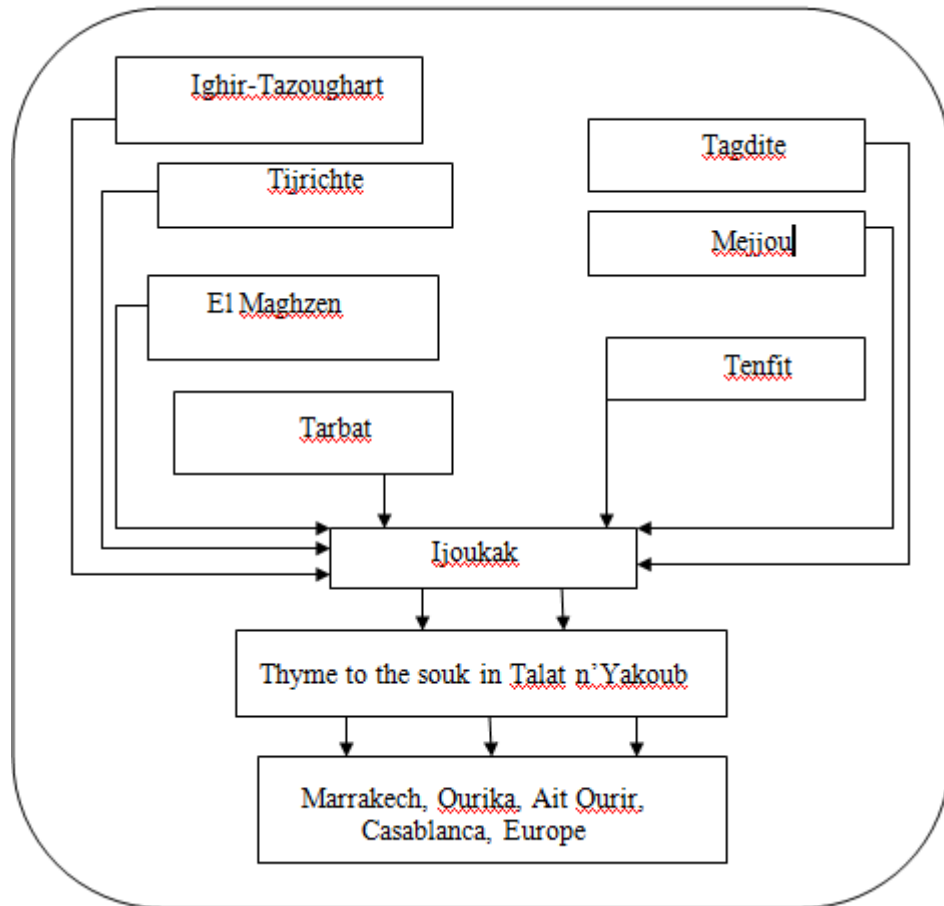 Ighir-Tazoughart
Tijrichte
El Maghzen
Tarbat
Tagdite
Mejjou
Tenfit
Ijoukak
Thyme to the souk in Talat n’Yakoub
Marrakech, Ourika, Ait Ourir,
Casablanca, Europe